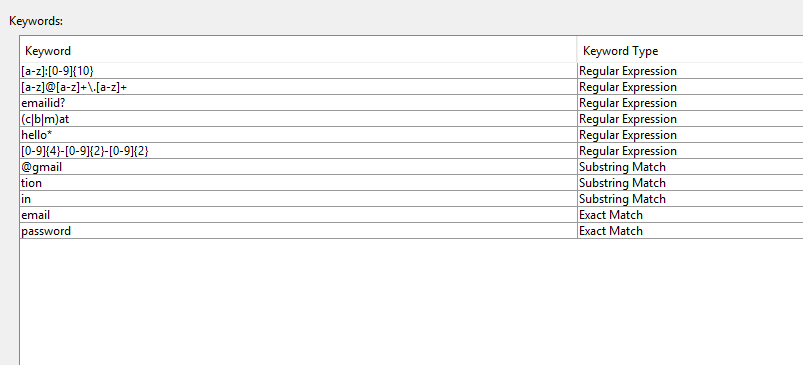 Keywords:
Keyword Keyword Type
[a-z]:[0-9]{10} Regular Expression
[a-z]@[a-z]+\.[a-z]+ Regular Expression
emailid? Regular Expression
(c|b|m)at Regular Expression
hello* Regular Expression
[0-9]{4}-[0-9]{2}-[0-9]{2} Regular Expression
@gmail Substring Match
tion Substring Match
in Substring Match
email Exact Match
password Exact Match